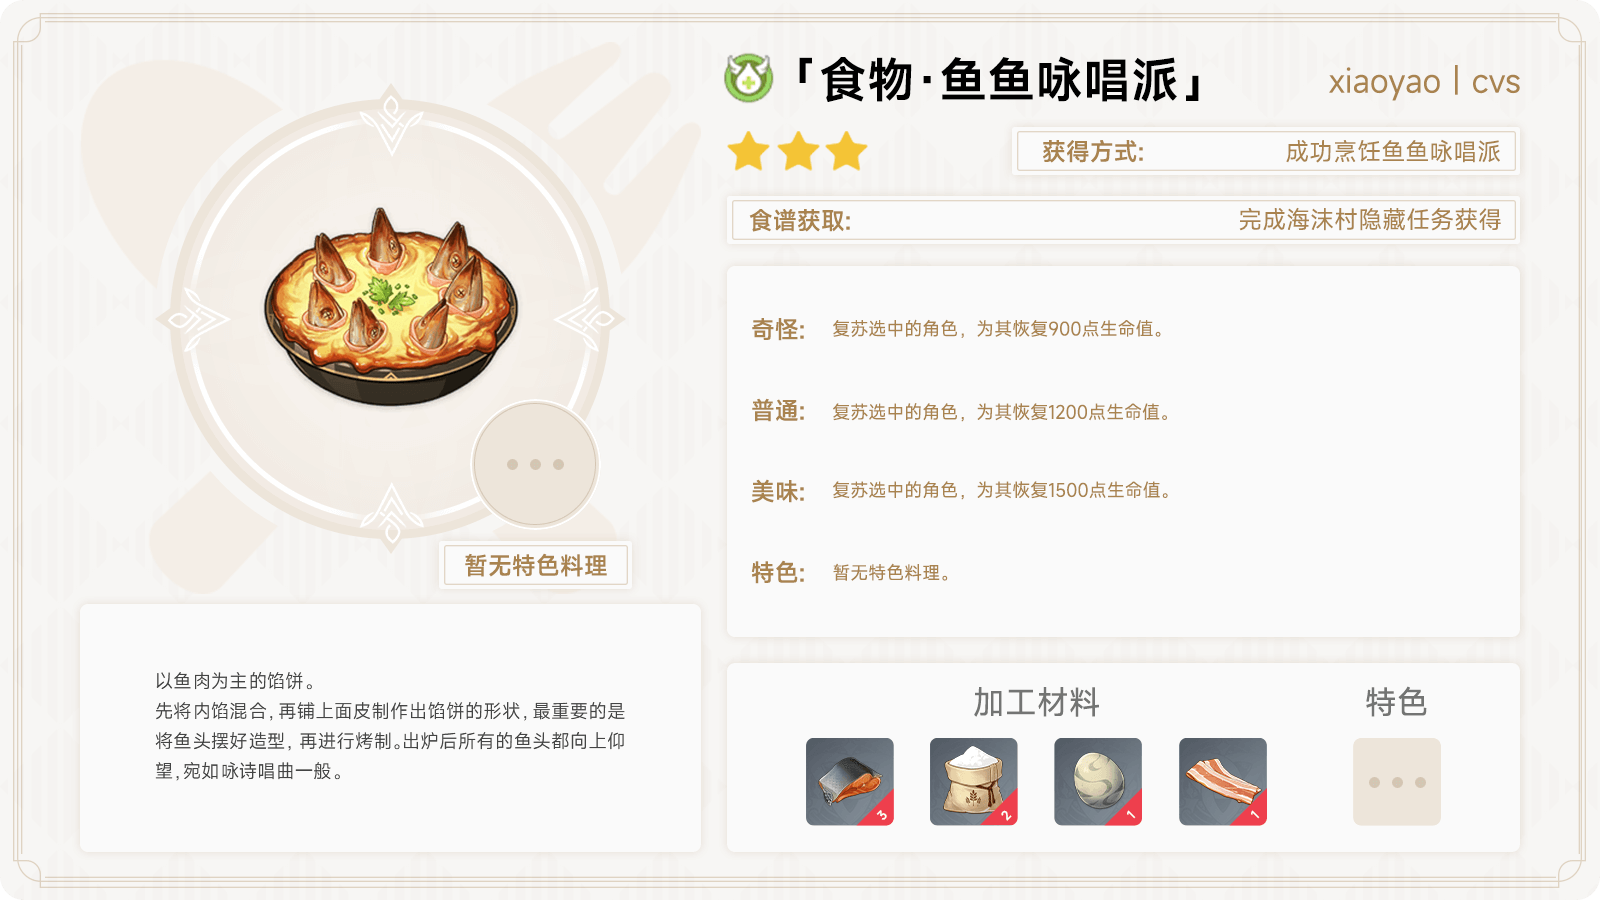 「食物·鱼鱼咏唱派」
xiaoyao | cvs
获得方式:
成功烹饪鱼鱼咏唱派
食谱获取:
完成海沫村隐藏任务获得
奇怪:
复苏选中的角色，为其恢复900点生命值。
普通:
复苏选中的角色，为其恢复1200点生命值。
美味:
复苏选中的角色，为其恢复1500点生命值。
特色:
暂无特色料理。
暂无特色料理
以鱼肉为主的馅饼。
先将内馅混合，再铺上面皮制作出馅饼的形状，最重要的是
将鱼头摆好造型，再进行烤制。出炉后所有的鱼头都向上仰
望，宛如咏诗唱曲一般。
加工材料
特色
3
2
1
1